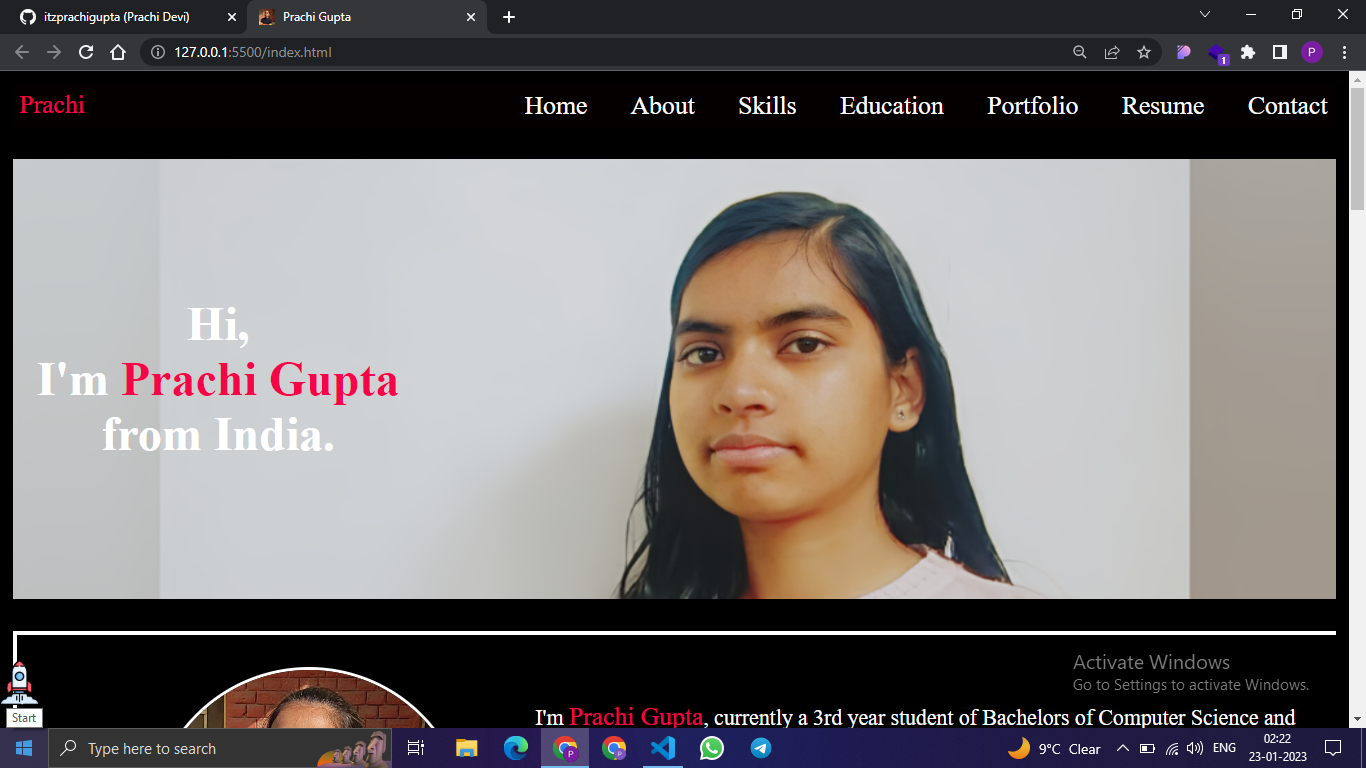 itzprachigupta (Prachi Devi)
Prachi Gupta
127.0.0.1:5500/index.html
P
1
Prachi
Home About Skills Education Portfolio Resume Contact
Hi,
I'm Prachi Gupta
from India.
I'm Prachi Gupta, currently a 3rd year student of Bachelors of Computer Science and
Activate Windows
Go to Settings to activate Windows.
Start
Type here to search
P
P
9°C Clear
ENG
02:22
23-01-2023